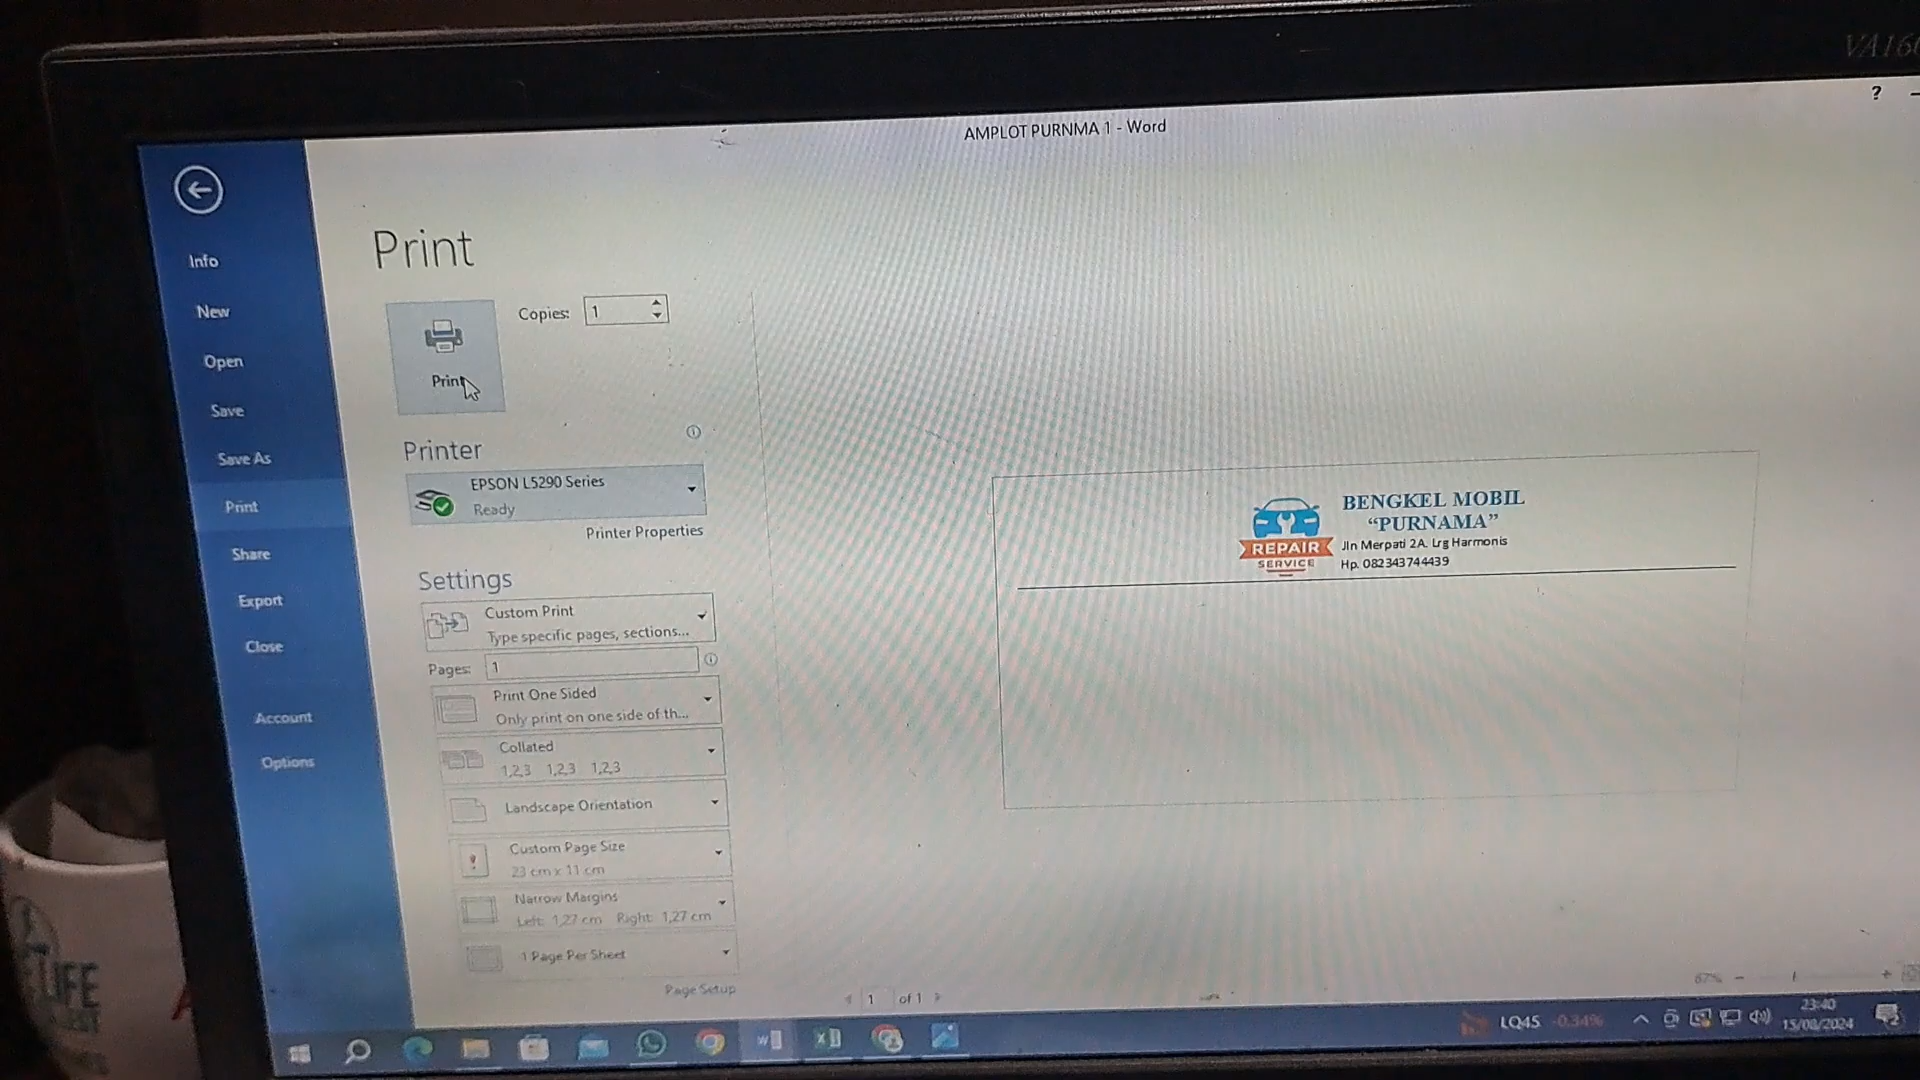 VA16
?
AMPLOT PURNMA 1 - Word
Info
New
Open
Save
Save As
Print
Share
Export
Close
Account
Options
Print
Copies: 1
Print
Printer
EPSON L5290 Series
Ready
Printer Properties
Settings
Custom Print
Type specific pages, sections...
Pages: 1
Print One Sided
Only print on one side of th...
Collated
1,2,3 1,2,3 1,2,3
Landscape Orientation
Custom Page Size
23 cm x 11 cm
Narrow Margins
Left: 1,27 cm Right: 1,27 cm
1 Page Per Sheet
Page Setup
REPAIR
SERVICE
BENGKEL MOBIL
“PURNAMA”
Jln Merpati 2A. Lrg Harmonis
Hp. 082343744439
1 of 1
67%
LQ45 -0.34%
23:40
15/08/2024
LIFE